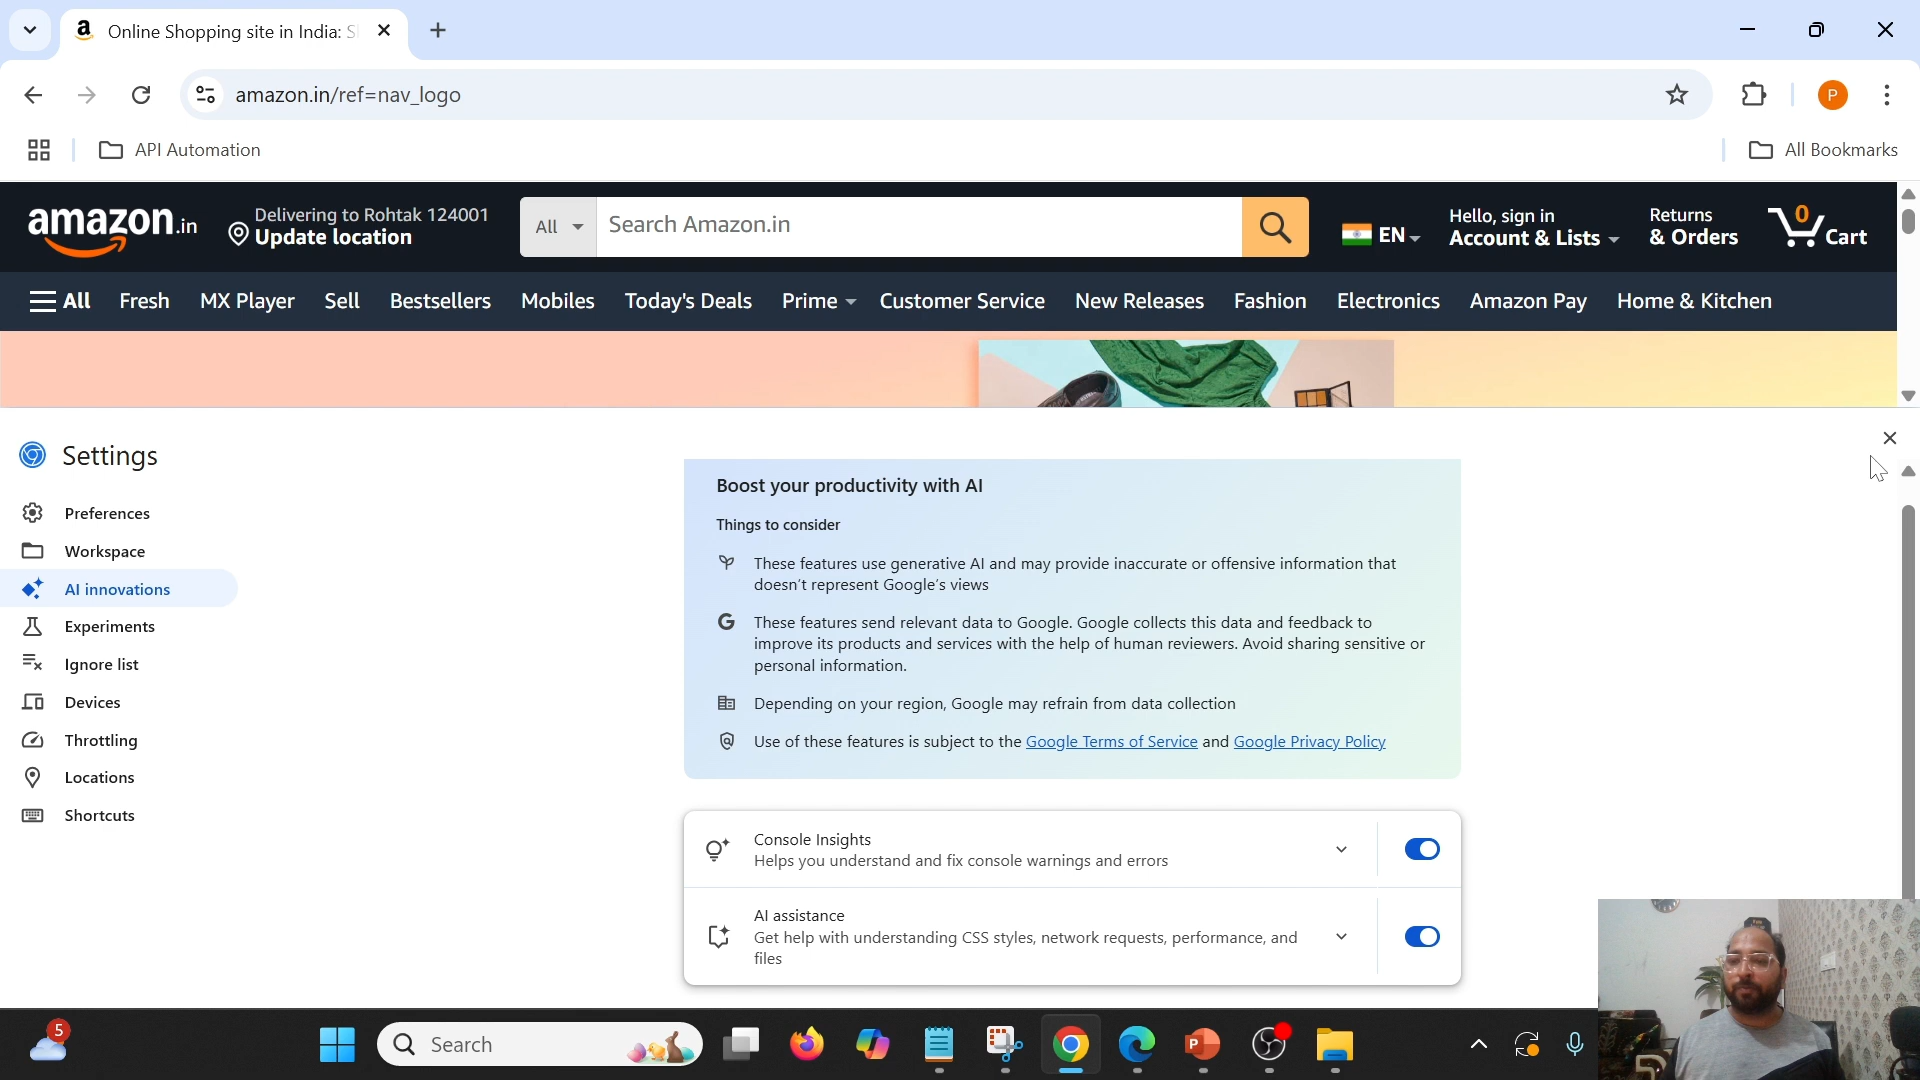 Online Shopping site in India: S
amazon.in/ref=nav_logo
P
API Automation
All Bookmarks
amazon.in
Delivering to Rohtak 124001
Update location
All
Search Amazon.in
EN
Hello, sign in
Account & Lists
Returns
& Orders
0
Cart
All
Fresh
MX Player
Sell
Bestsellers
Mobiles
Today's Deals
Prime
Customer Service
New Releases
Fashion
Electronics
Amazon Pay
Home & Kitchen
Settings
Preferences
Workspace
AI innovations
Experiments
Ignore list
Devices
Throttling
Locations
Shortcuts
Boost your productivity with AI
Things to consider
These features use generative AI and may provide inaccurate or offensive information that
doesn't represent Google's views
These features send relevant data to Google. Google collects this data and feedback to
improve its products and services with the help of human reviewers. Avoid sharing sensitive or
personal information.
Depending on your region, Google may refrain from data collection
Use of these features is subject to the Google Terms of Service and Google Privacy Policy
Console Insights
Helps you understand and fix console warnings and errors
AI assistance
Get help with understanding CSS styles, network requests, performance, and
files
5
Search